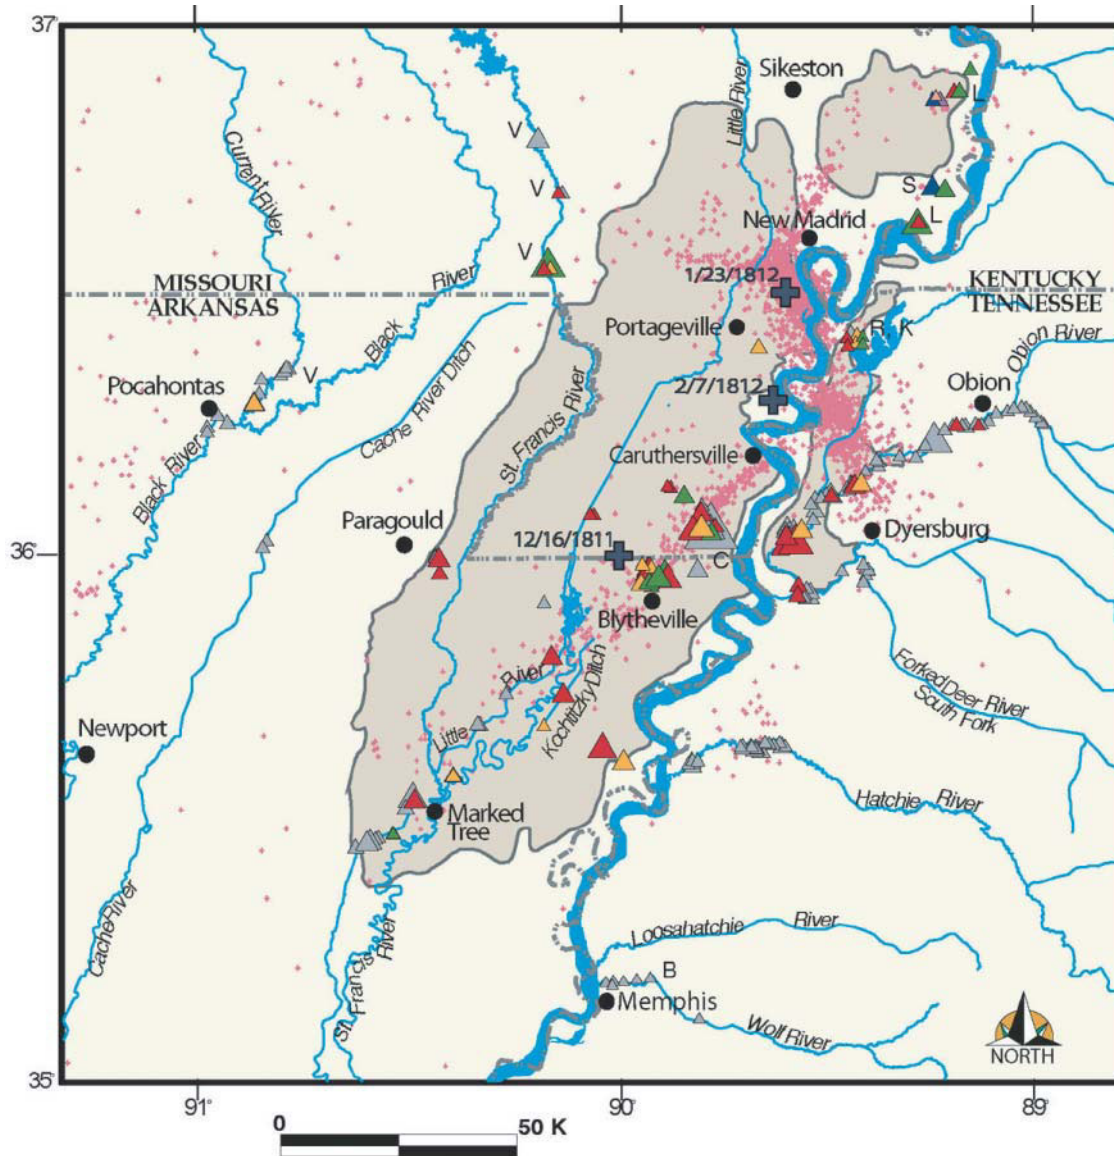 37°
Sikeston
L
Little River
V
Current River
V
S
L
New Madrid
V
1/23/1812
MISSOURI
ARKANSAS
River
KENTUCKY
TENNESSEE
Portageville
R, K
Black
Obion River
Cache River Ditch
V
Pocahontas
2/7/1812
Obion
St. Francis River
Black River
Caruthersville
Paragould
12/16/1811
Dyersburg
36°
C
Blytheville
River
Kochtitzky Ditch
Forked Deer River
South Fork
Little
Newport
Hatchie River
Marked
Tree
Cache River
St. Francis River
Loosahatchie River
B
Memphis
Wolf River
NORTH
35°
91°
90°
89°
0
50 K